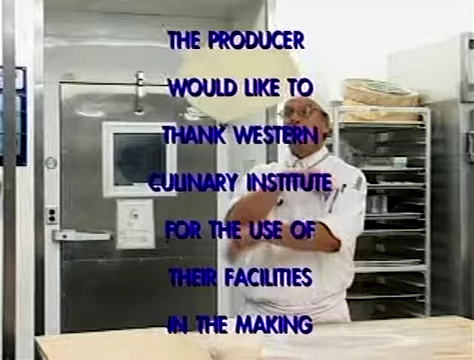 THE PRODUCER
WOULD LIKE TO
THANK WESTERN
CULINARY INSTITUTE
FOR THE USE OF
THEIR FACILITIES
IN THE MAKING